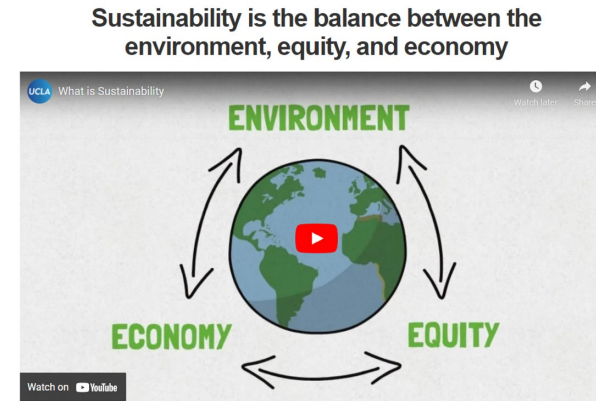 Sustainability is the balance between the
environment, equity, and economy
UCLA What is Sustainability
Watch later
Share
ENVIRONMENT
ECONOMY
EQUITY
Watch on YouTube